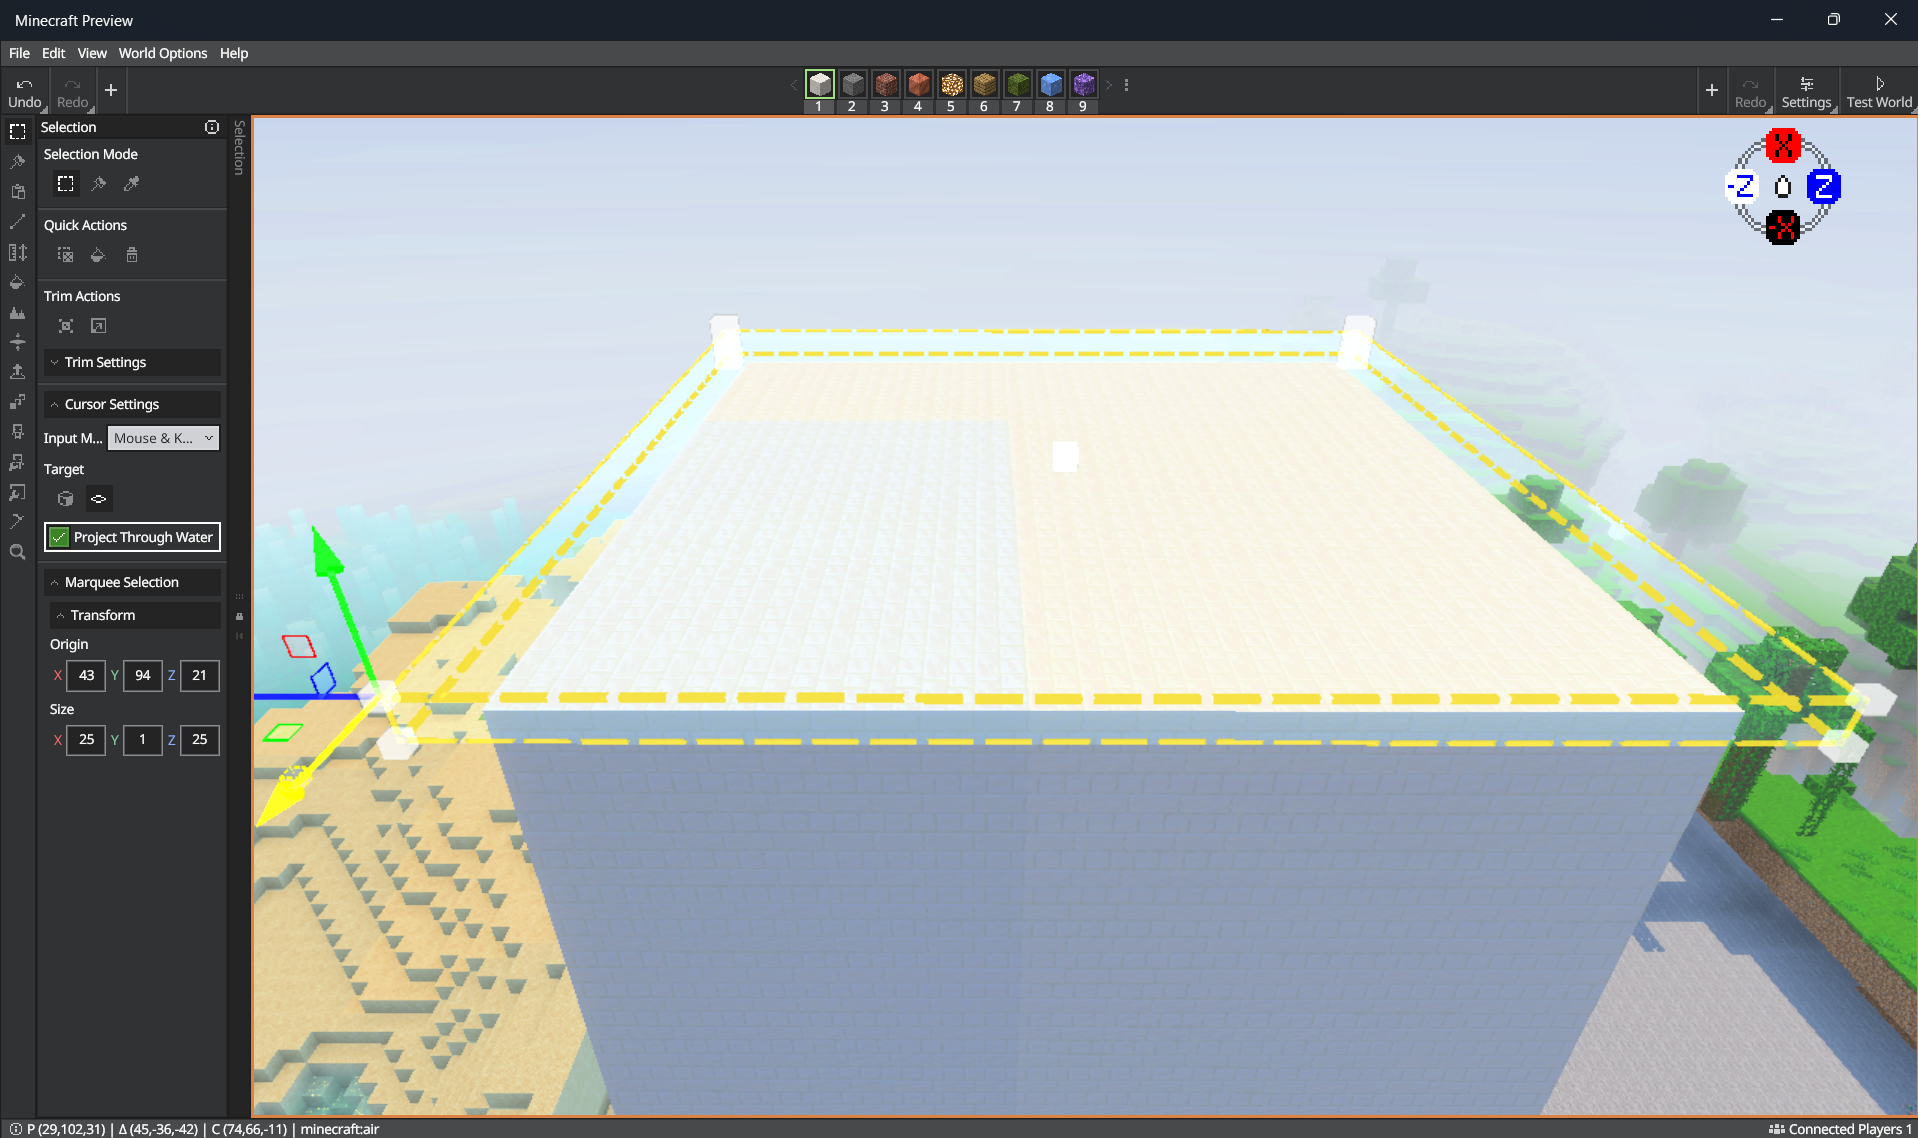 Minecraft Preview
File Edit View World Options Help
Undo Redo 1 2 3 4 5 6 7 8 9 Redo Settings Test World
Selection
Selection
Selection Mode
Quick Actions
Trim Actions
Trim Settings
Cursor Settings
Input M... Mouse & K...
Target
Project Through Water
Marquee Selection
Transform
Origin
X 43 Y 94 Z 21
Size
X 25 Y 1 Z 25
X
-Z Z
-X
P (29,102,31) | Δ (45,-36,-42) | C (74,66,-11) | minecraft:air
Connected Players 1